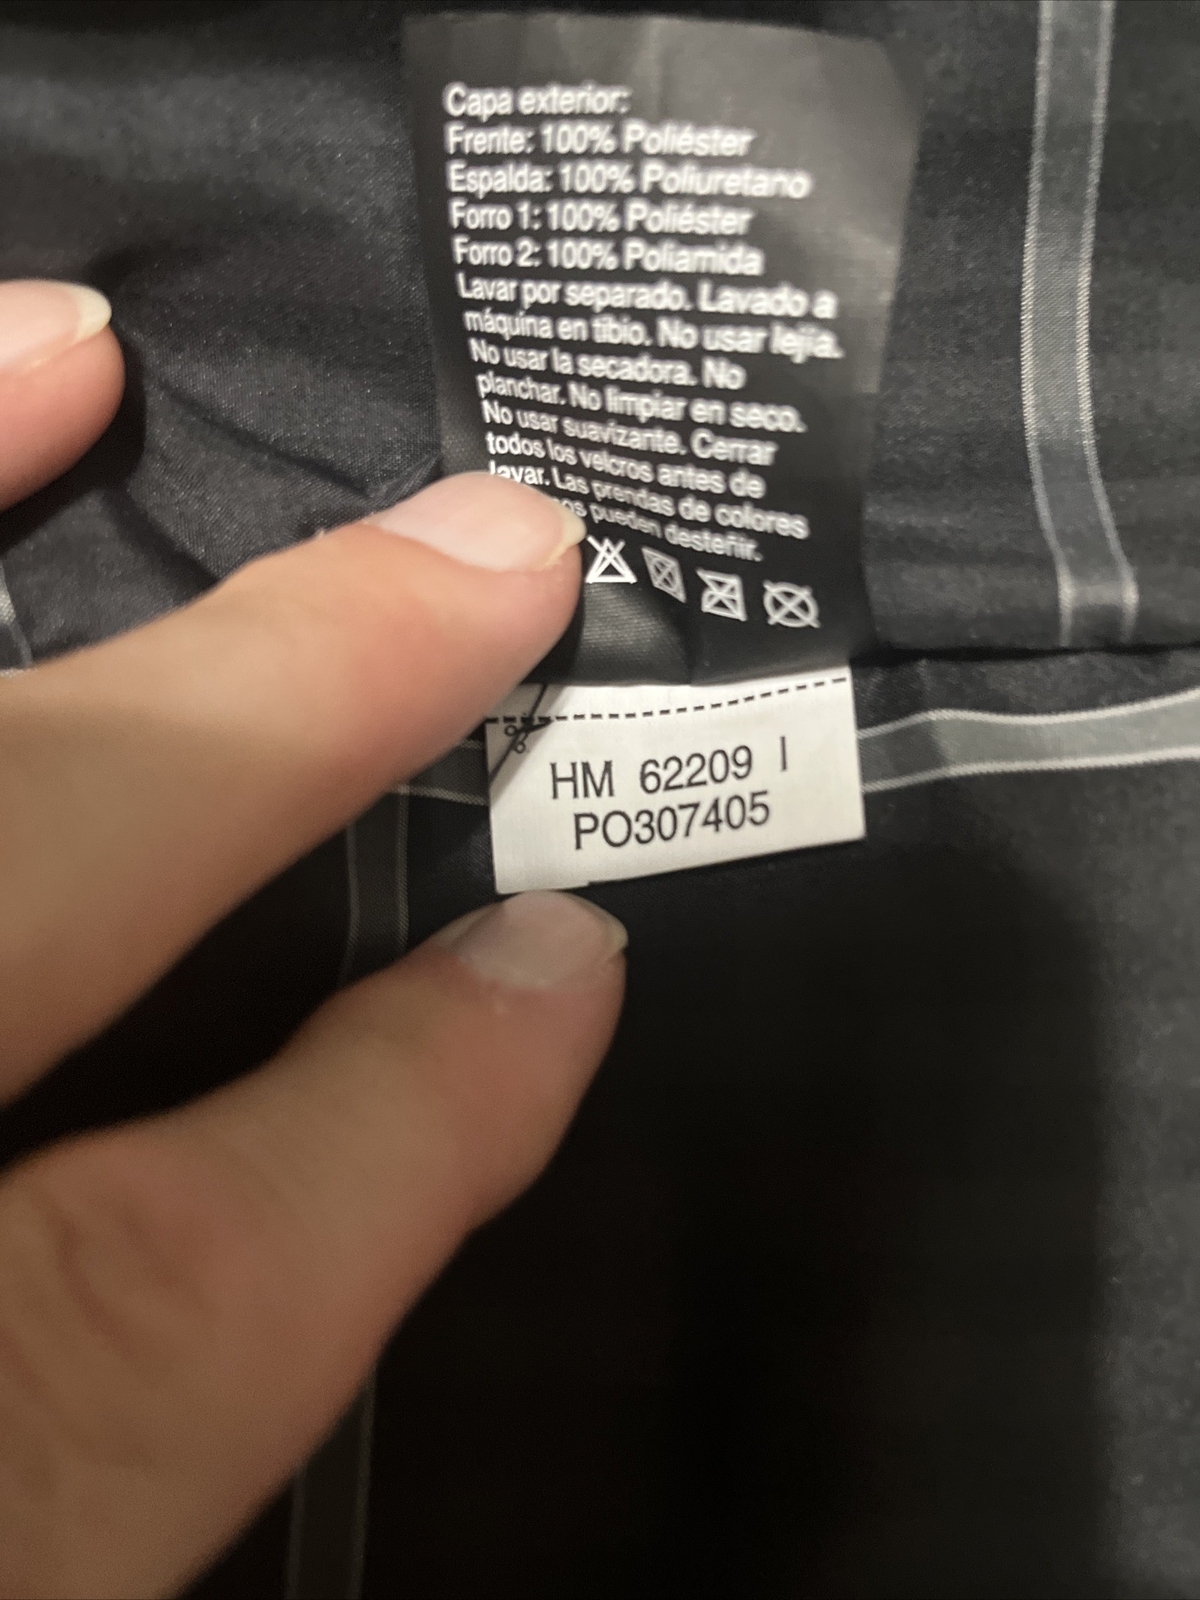 Capa exterior:
Frente: 100% Poliéster
Espalda: 100% Poliuretano
Forro 1: 100% Poliéster
Forro 2: 100% Poliamida
Lavar por separado. Lavado a
máquina en tibio. No usar lejia.
No usar la secadora. No
planchar. No limpiar en seco.
No usar suavizante. Cerrar
todos los velcros antes de
lavar. Las prendas de colores
pueden desteñir.
HM 62209 I
PO307405